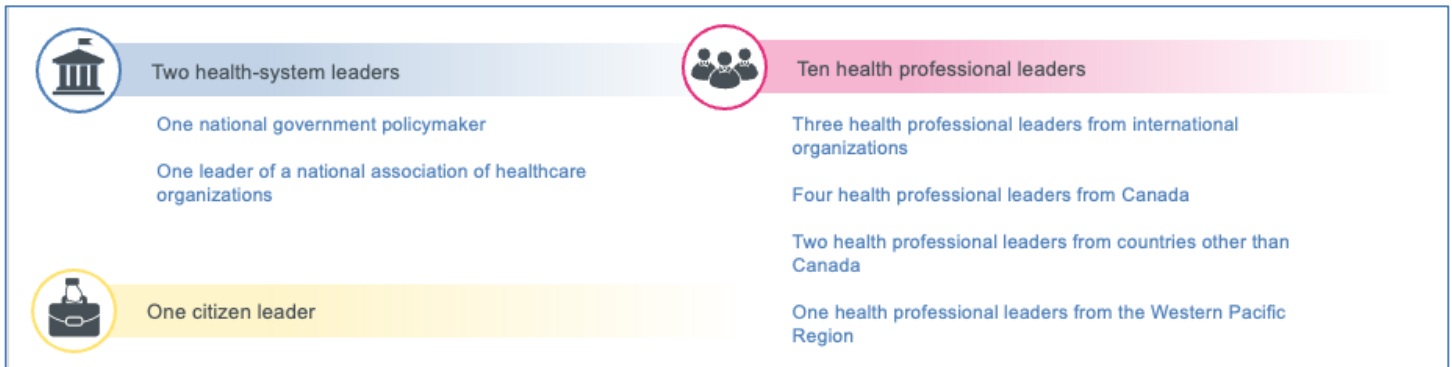 Two health-system leaders
One national government policymaker
One leader of a national association of healthcare
organizations
One citizen leader
Ten health professional leaders
Three health professional leaders from international
organizations
Four health professional leaders from Canada
Two health professional leaders from countries other than
Canada
One health professional leaders from the Western Pacific
Region